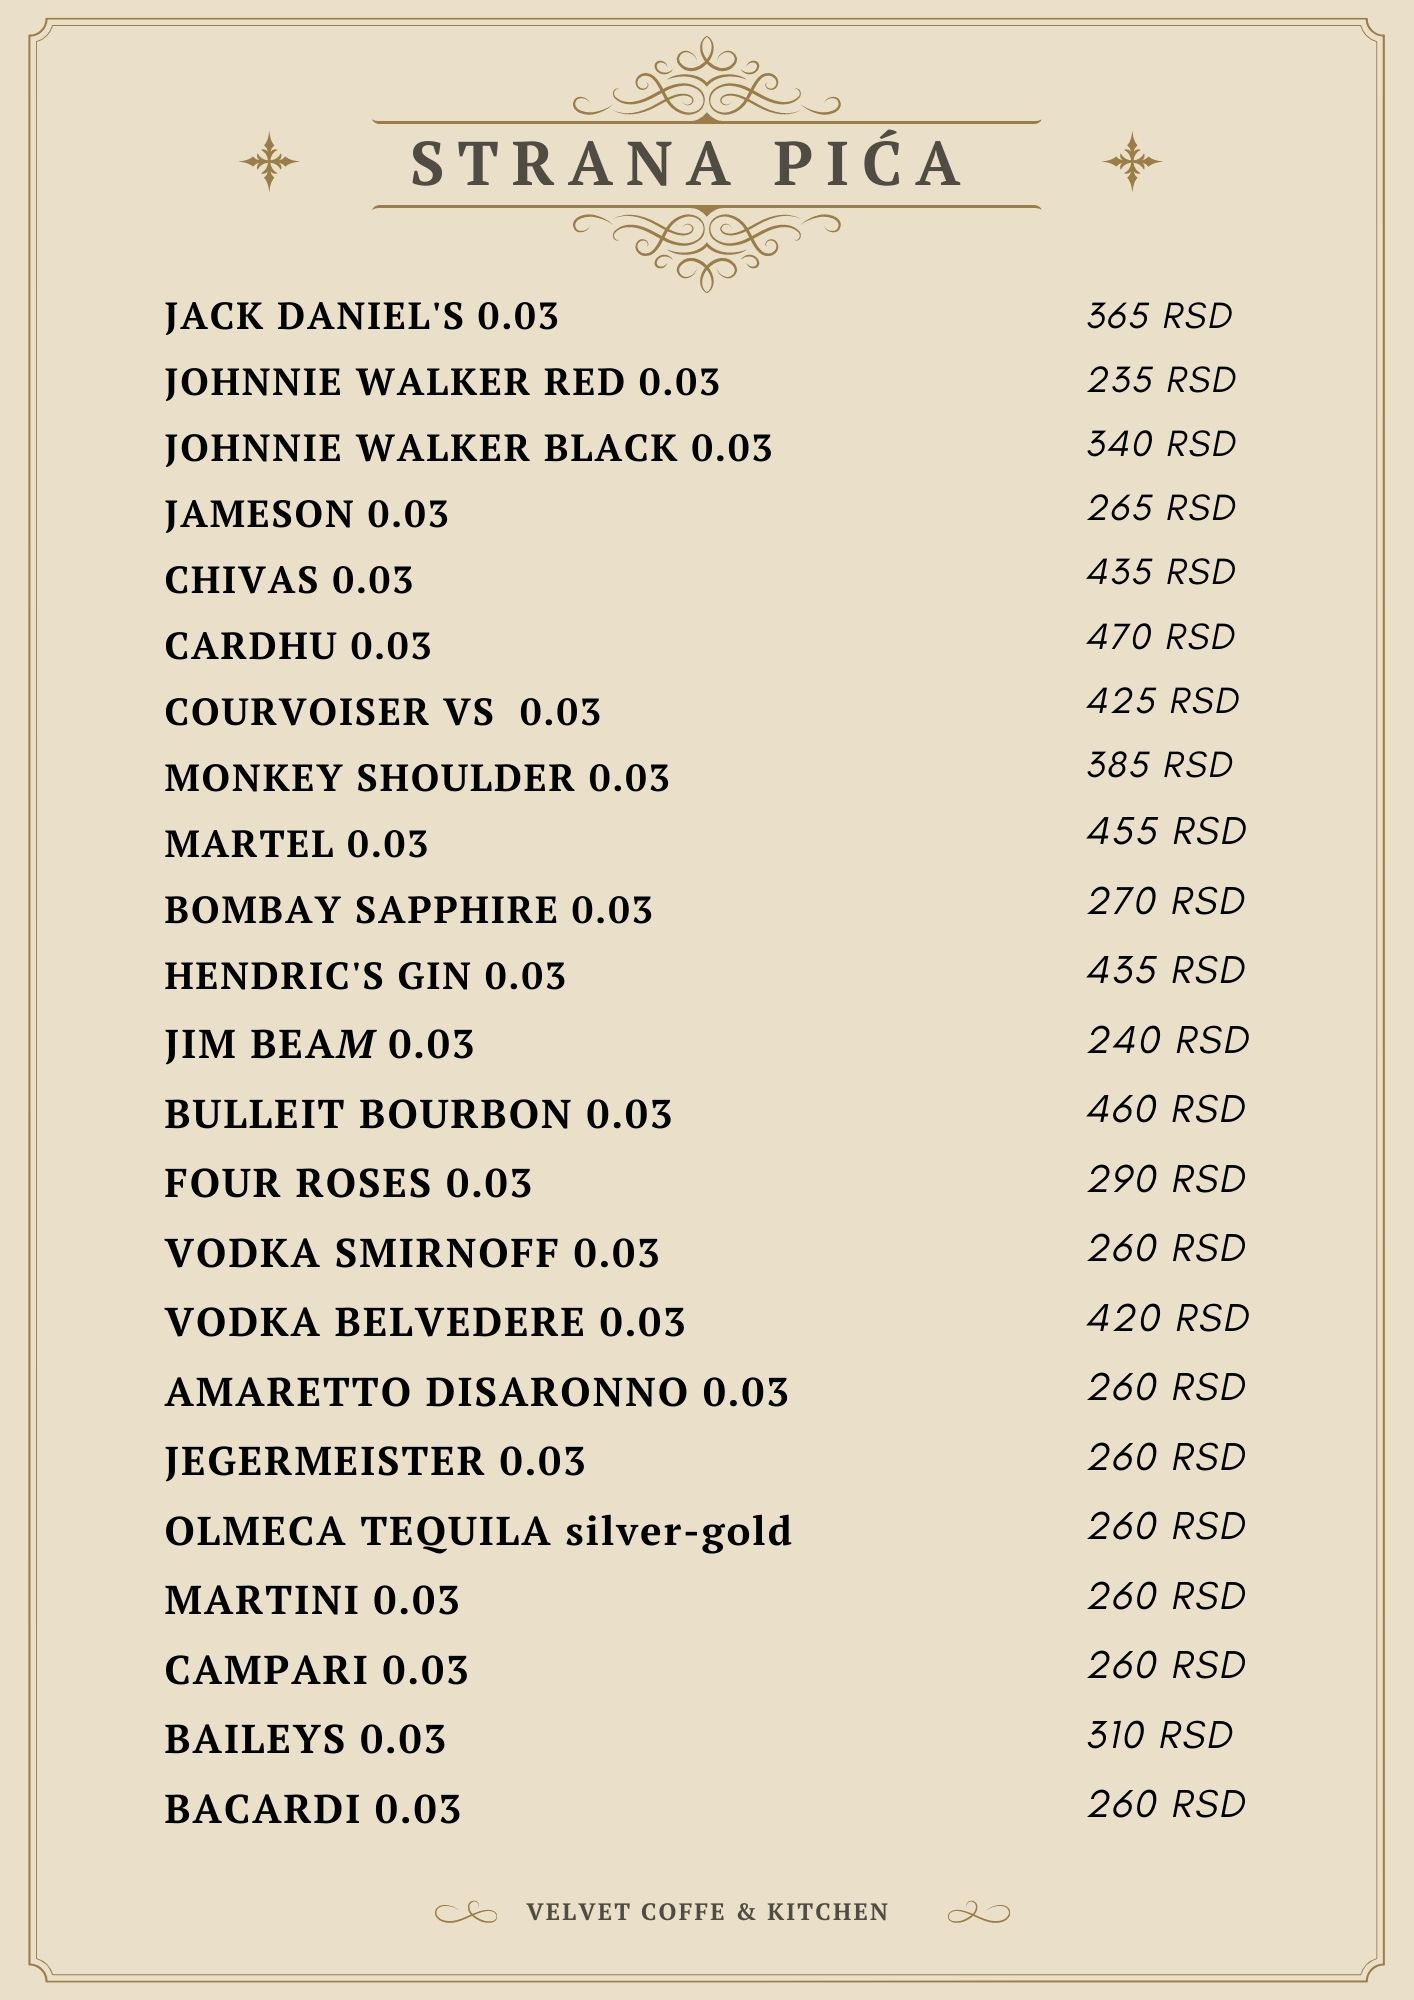 STRANA PIĆA
JACK DANIEL'S 0.03 365 RSD
JOHNNIE WALKER RED 0.03 235 RSD
JOHNNIE WALKER BLACK 0.03 340 RSD
JAMESON 0.03 265 RSD
CHIVAS 0.03 435 RSD
CARDHU 0.03 470 RSD
COURVOISER VS 0.03 425 RSD
MONKEY SHOULDER 0.03 385 RSD
MARTEL 0.03 455 RSD
BOMBAY SAPPHIRE 0.03 270 RSD
HENDRIC'S GIN 0.03 435 RSD
JIM BEAM 0.03 240 RSD
BULLEIT BOURBON 0.03 460 RSD
FOUR ROSES 0.03 290 RSD
VODKA SMIRNOFF 0.03 260 RSD
VODKA BELVEDERE 0.03 420 RSD
AMARETTO DISARONNO 0.03 260 RSD
JEGERMEISTER 0.03 260 RSD
OLMECA TEQUILA silver-gold 260 RSD
MARTINI 0.03 260 RSD
CAMPARI 0.03 260 RSD
BAILEYS 0.03 310 RSD
BACARDI 0.03 260 RSD
VELVET COFFE & KITCHEN